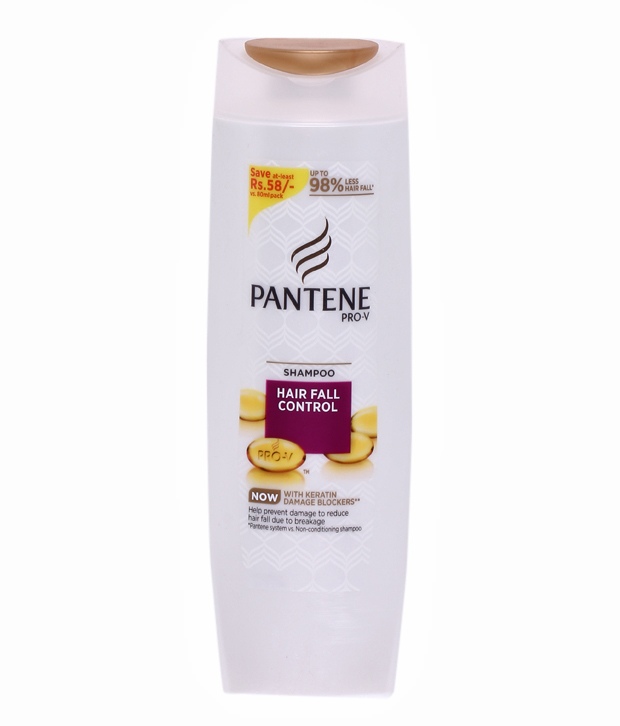 Save at-least
Rs.58/-
vs. 80ml pack
UP TO
98% LESS
HAIR FALL*
PANTENE
PRO-V
SHAMPOO
HAIR FALL
CONTROL
PRO-V
TM
NOW WITH KERATIN
DAMAGE BLOCKERS**
Help prevent damage to reduce
hair fall due to breakage
*Pantene system vs. Non-conditioning shampoo